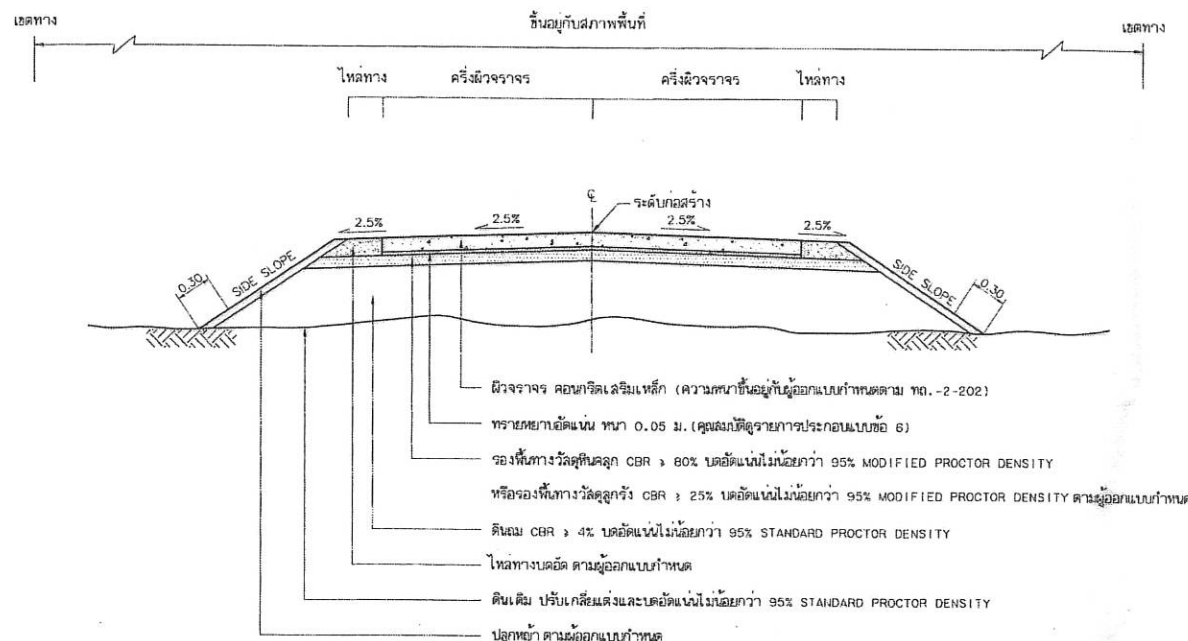 เขตทาง
ขึ้นอยู่กับสภาพพื้นที่
เขตทาง
ไหล่ทาง
ครึ่งผิวจราจร
ครึ่งผิวจราจร
ไหล่ทาง
℄
ระดับก่อสร้าง
2.5%
2.5%
2.5%
2.5%
0.30
SIDE SLOPE
SIDE SLOPE
0.30
ผิวจราจร คอนกรีตเสริมเหล็ก (ความหนาขึ้นอยู่กับผู้ออกแบบกำหนดตาม ทถ.-2-202)
ทรายหยาบอัดแน่น หนา 0.05 ม.(คุณสมบัติดูรายการประกอบแบบข้อ 6)
รองพื้นทางวัสดุหินคลุก CBR ≥ 80% บดอัดแน่นไม่น้อยกว่า 95% MODIFIED PROCTOR DENSITY
หรือรองพื้นทางวัสดุลูกรัง CBR ≥ 25% บดอัดแน่นไม่น้อยกว่า 95% MODIFIED PROCTOR DENSITY ตามผู้ออกแบบกำหนด
ดินถม CBR ≥ 4% บดอัดแน่นไม่น้อยกว่า 95% STANDARD PROCTOR DENSITY
ไหล่ทางบดอัด ตามผู้ออกแบบกำหนด
ดินเดิม ปรับเกลี่ยแต่งและบดอัดแน่นไม่น้อยกว่า 95% STANDARD PROCTOR DENSITY
ปลูกหญ้า ตามผู้ออกแบบกำหนด